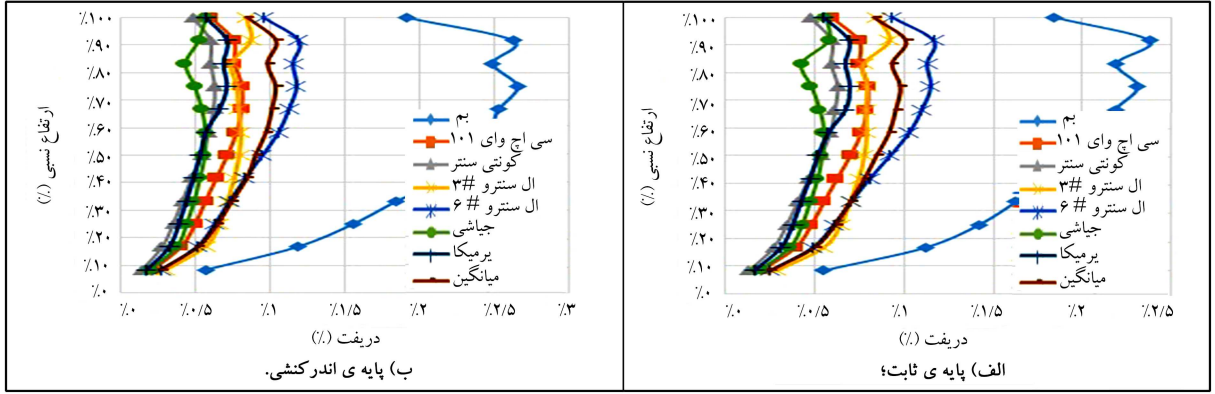 ٪۱۰۰
٪۹۰
٪۸۰
٪۷۰
٪۶۰
٪۵۰
٪۴۰
٪۳۰
٪۲۰
٪۱۰
٪۰
ارتفاع نسبی (٪)
بم
سی اچ وای ۱۰۱
کونتی سنتر
ال سنترو #۳
ال سنترو # ۶
جیاشی
یرمیکا
میانگین
٪۰ ٪۰/۵ ٪۱ ٪۱/۵ ٪۲ ٪۲/۵
دریفت (٪)
الف) پایه ی ثابت؛
٪۱۰۰
٪۹۰
٪۸۰
٪۷۰
٪۶۰
٪۵۰
٪۴۰
٪۳۰
٪۲۰
٪۱۰
٪۰
ارتفاع نسبی (٪)
بم
سی اچ وای ۱۰۱
کونتی سنتر
ال سنترو #۳
ال سنترو # ۶
جیاشی
یرمیکا
میانگین
٪۰ ٪۰/۵ ٪۱ ٪۱/۵ ٪۲ ٪۲/۵ ٪۳
دریفت (٪)
ب) پایه ی اندرکنشی.